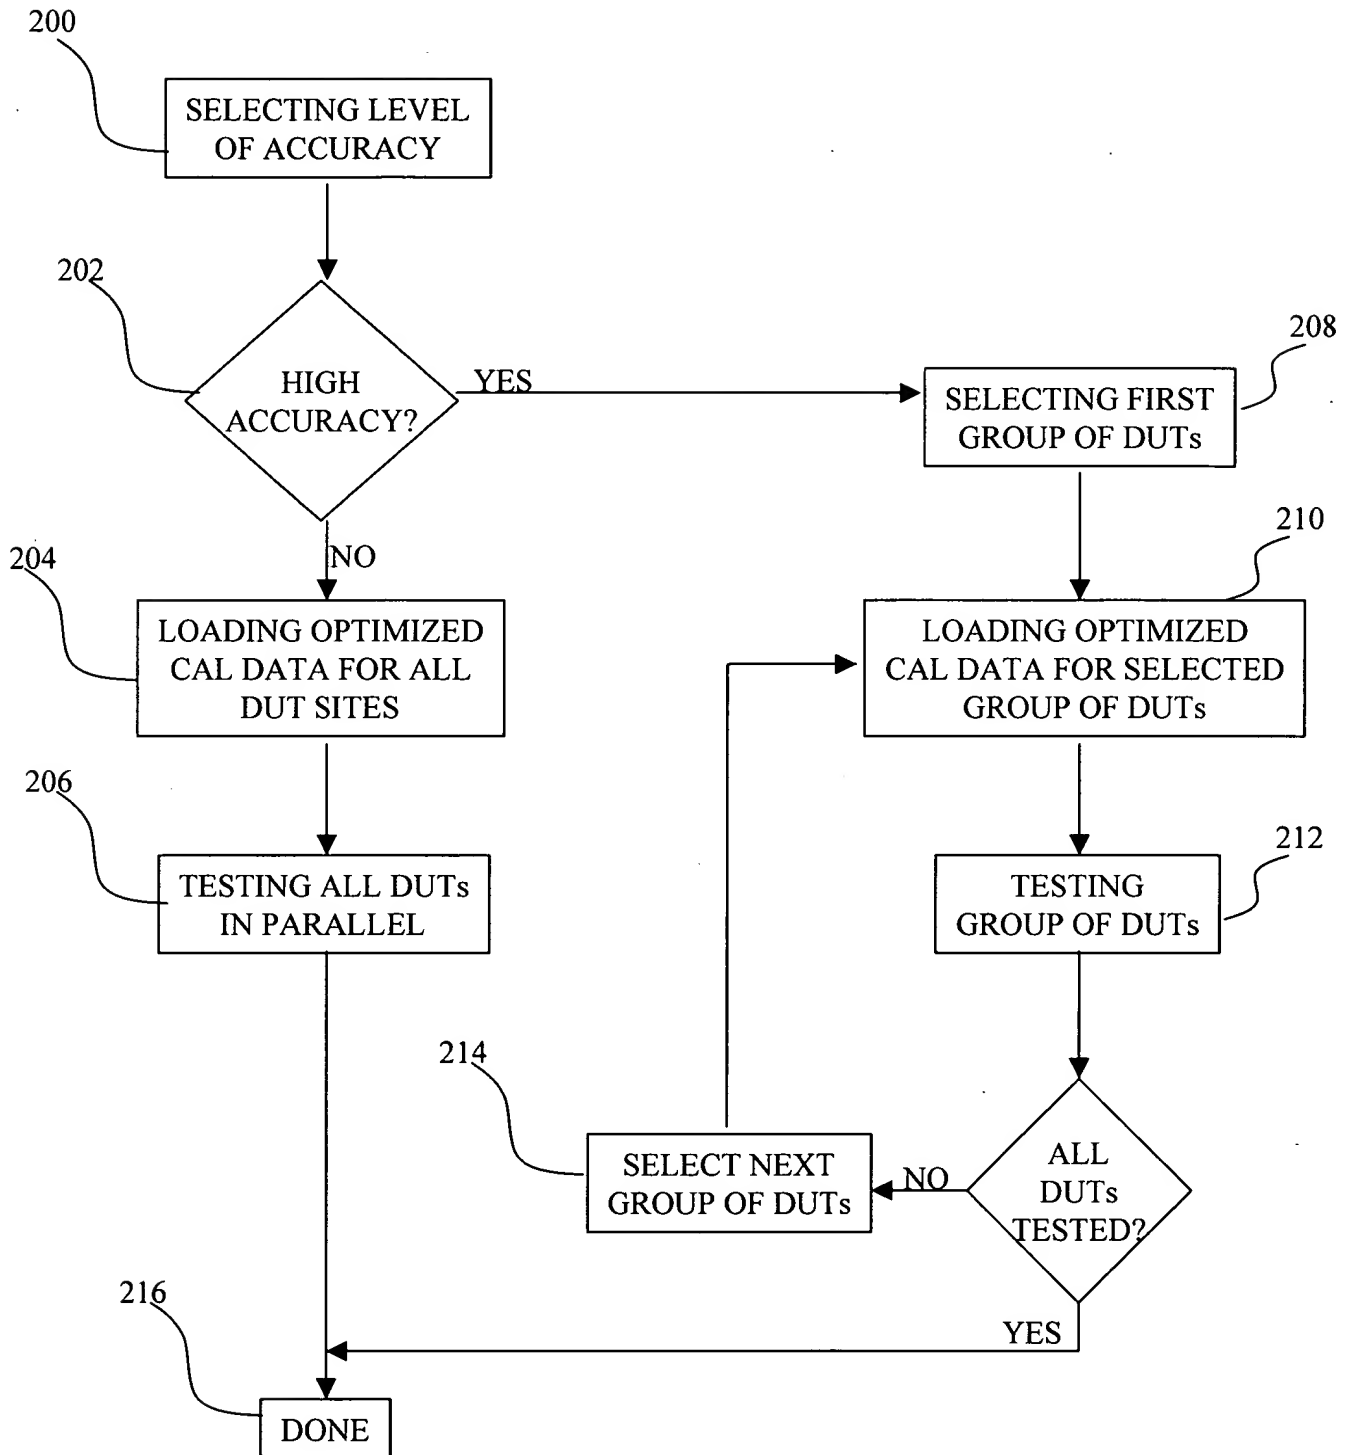 200
SELECTING LEVEL
OF ACCURACY
202
HIGH
ACCURACY?
YES
208
SELECTING FIRST
GROUP OF DUTs
NO
204
LOADING OPTIMIZED
CAL DATA FOR ALL
DUT SITES
210
LOADING OPTIMIZED
CAL DATA FOR SELECTED
GROUP OF DUTs
206
TESTING ALL DUTs
IN PARALLEL
212
TESTING
GROUP OF DUTs
214
SELECT NEXT
GROUP OF DUTs
NO
ALL
DUTs
TESTED?
YES
216
DONE